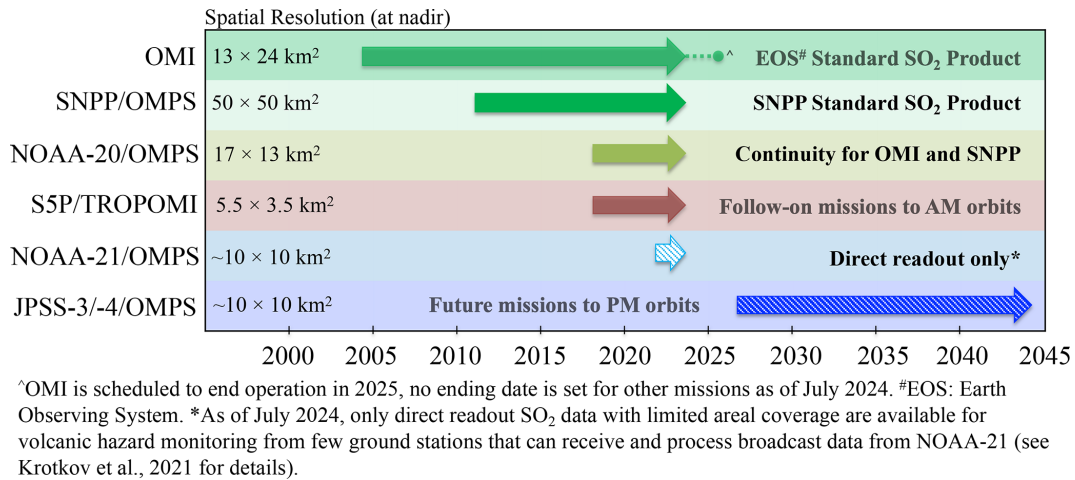 Spatial Resolution (at nadir)
OMI 13 × 24 km² ^ EOS# Standard SO₂ Product
SNPP/OMPS 50 × 50 km² SNPP Standard SO₂ Product
NOAA-20/OMPS 17 × 13 km² Continuity for OMI and SNPP
S5P/TROPOMI 5.5 × 3.5 km² Follow-on missions to AM orbits
NOAA-21/OMPS ~10 × 10 km² Direct readout only*
JPSS-3/-4/OMPS ~10 × 10 km² Future missions to PM orbits
2000 2005 2010 2015 2020 2025 2030 2035 2040 2045
^OMI is scheduled to end operation in 2025, no ending date is set for other missions as of July 2024. #EOS: Earth
Observing System. *As of July 2024, only direct readout SO₂ data with limited areal coverage are available for
volcanic hazard monitoring from few ground stations that can receive and process broadcast data from NOAA-21 (see
Krotkov et al., 2021 for details).